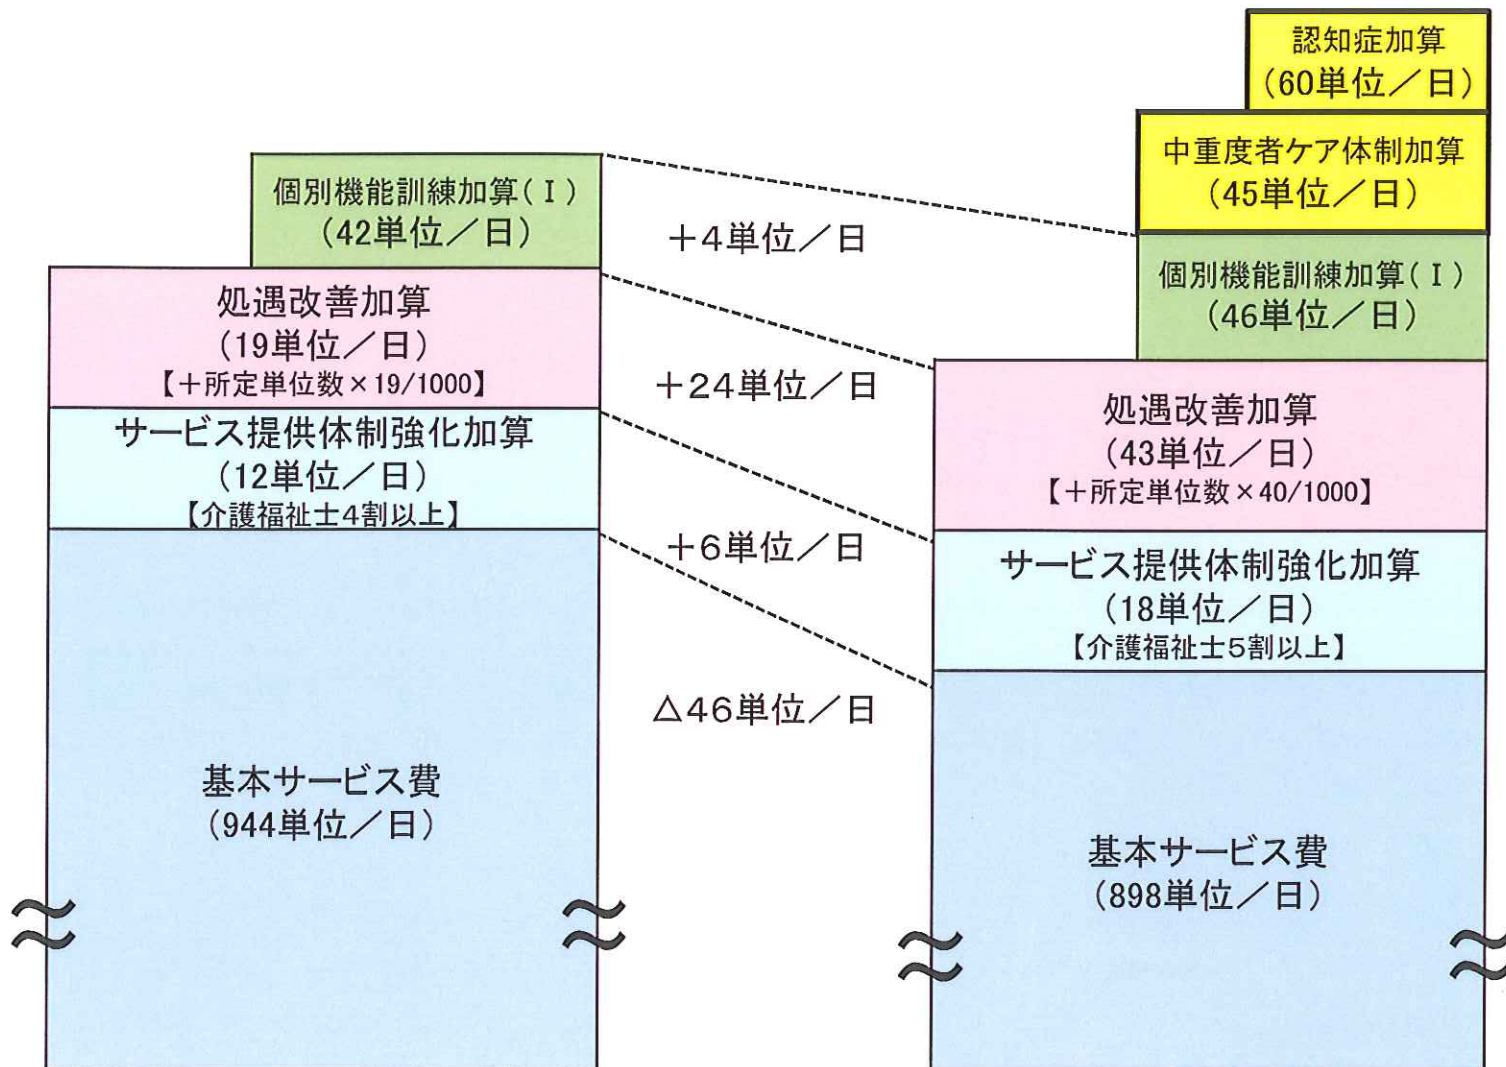 個別機能訓練加算(Ⅰ)
(42単位／日)
処遇改善加算
(19単位／日)
【＋所定単位数×19/1000】
サービス提供体制強化加算
(12単位／日)
【介護福祉士4割以上】
基本サービス費
(944単位／日)
＋4単位／日
＋24単位／日
＋6単位／日
△46単位／日
認知症加算
(60単位／日)
中重度者ケア体制加算
(45単位／日)
個別機能訓練加算(Ⅰ)
(46単位／日)
処遇改善加算
(43単位／日)
【＋所定単位数×40/1000】
サービス提供体制強化加算
(18単位／日)
【介護福祉士5割以上】
基本サービス費
(898単位／日)